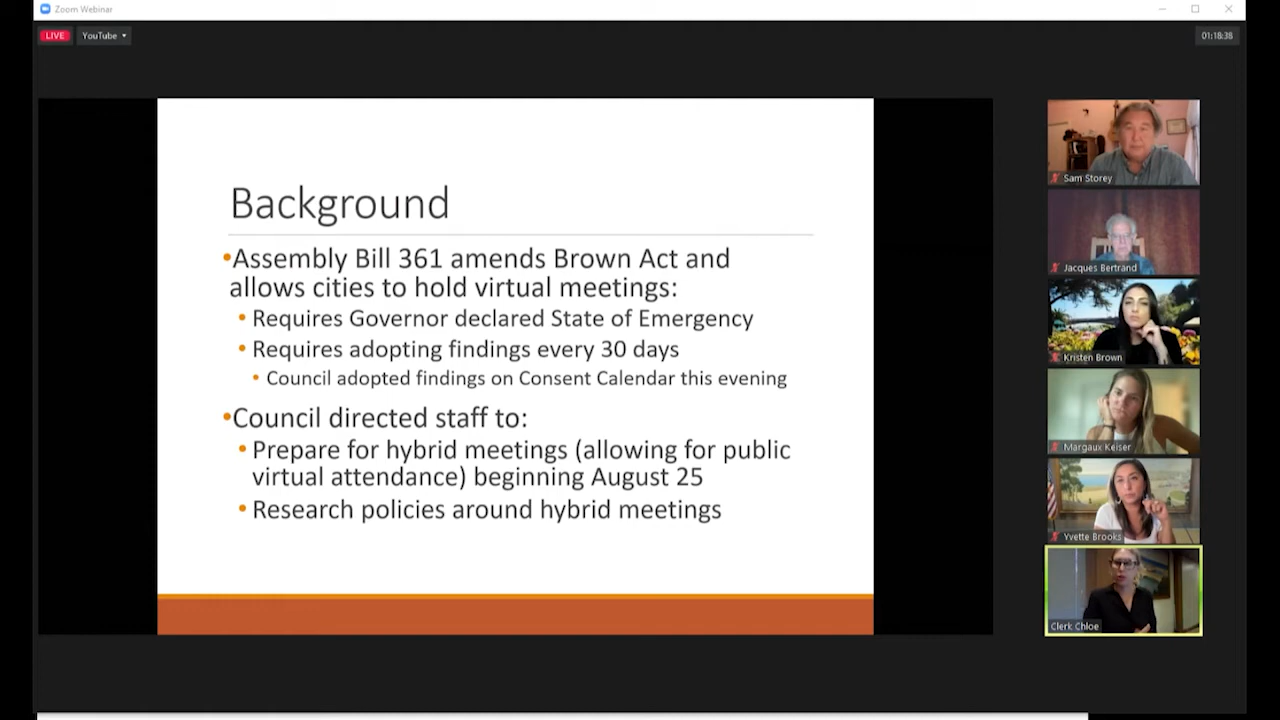 Zoom Webinar
LIVE
YouTube
01:18:38
Background
•Assembly Bill 361 amends Brown Act and
allows cities to hold virtual meetings:
• Requires Governor declared State of Emergency
• Requires adopting findings every 30 days
• Council adopted findings on Consent Calendar this evening
•Council directed staff to:
• Prepare for hybrid meetings (allowing for public
virtual attendance) beginning August 25
• Research policies around hybrid meetings
Sam Storey
Jacques Bertrand
Kristen Brown
Margaux Keiser
Yvette Brooks
Clerk Chloe